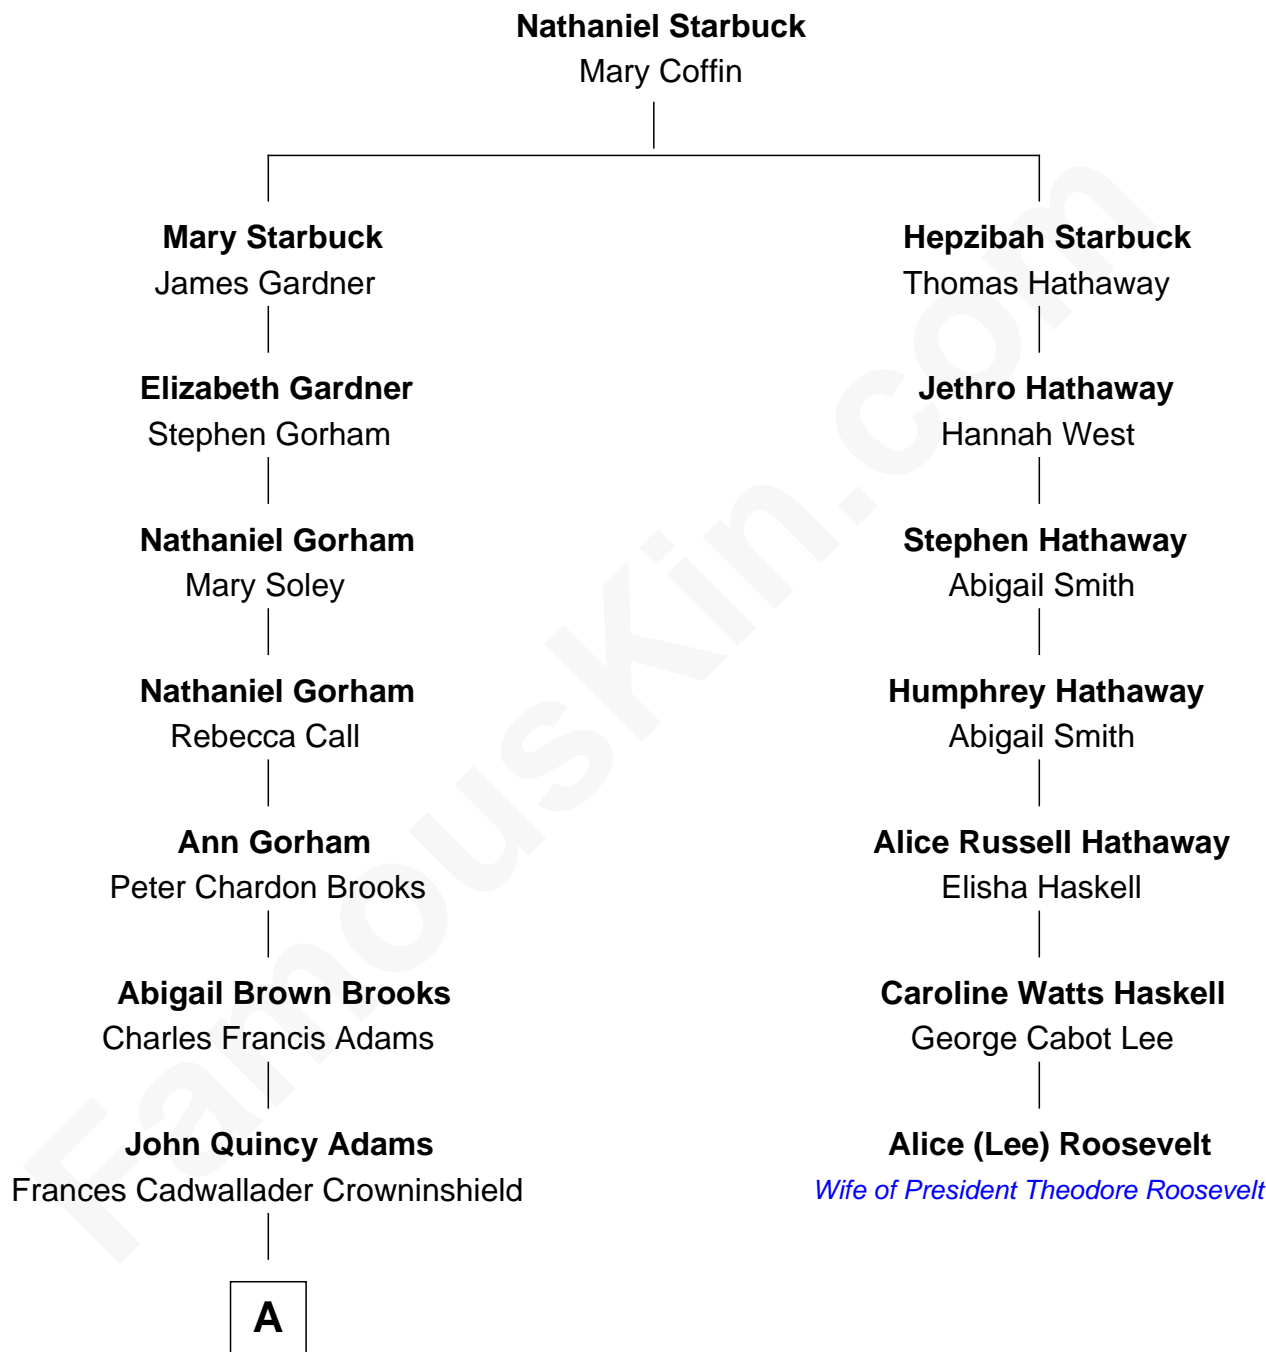 Nathaniel Starbuck
Mary Coffin
Mary Starbuck
James Gardner
Hepzibah Starbuck
Thomas Hathaway
Elizabeth Gardner
Stephen Gorham
Jethro Hathaway
Hannah West
Nathaniel Gorham
Mary Soley
Stephen Hathaway
Abigail Smith
Nathaniel Gorham
Rebecca Call
Humphrey Hathaway
Abigail Smith
Ann Gorham
Peter Chardon Brooks
Alice Russell Hathaway
Elisha Haskell
Abigail Brown Brooks
Charles Francis Adams
Caroline Watts Haskell
George Cabot Lee
John Quincy Adams
Frances Cadwallader Crowninshield
Alice (Lee) Roosevelt
Wife of President Theodore Roosevelt
A
FamousKin.com